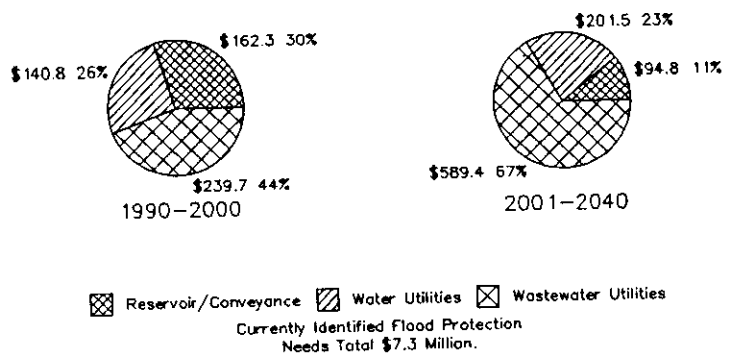 $201.5 23%
$162.3 30%
$94.8 11%
$140.8 26%
$589.4 67%
$239.7 44%
1990-2000
2001-2040
Reservoir/Conveyance Water Utilities Wastewater Utilities
Currently Identified Flood Protection
Needs Total $7.3 Million.